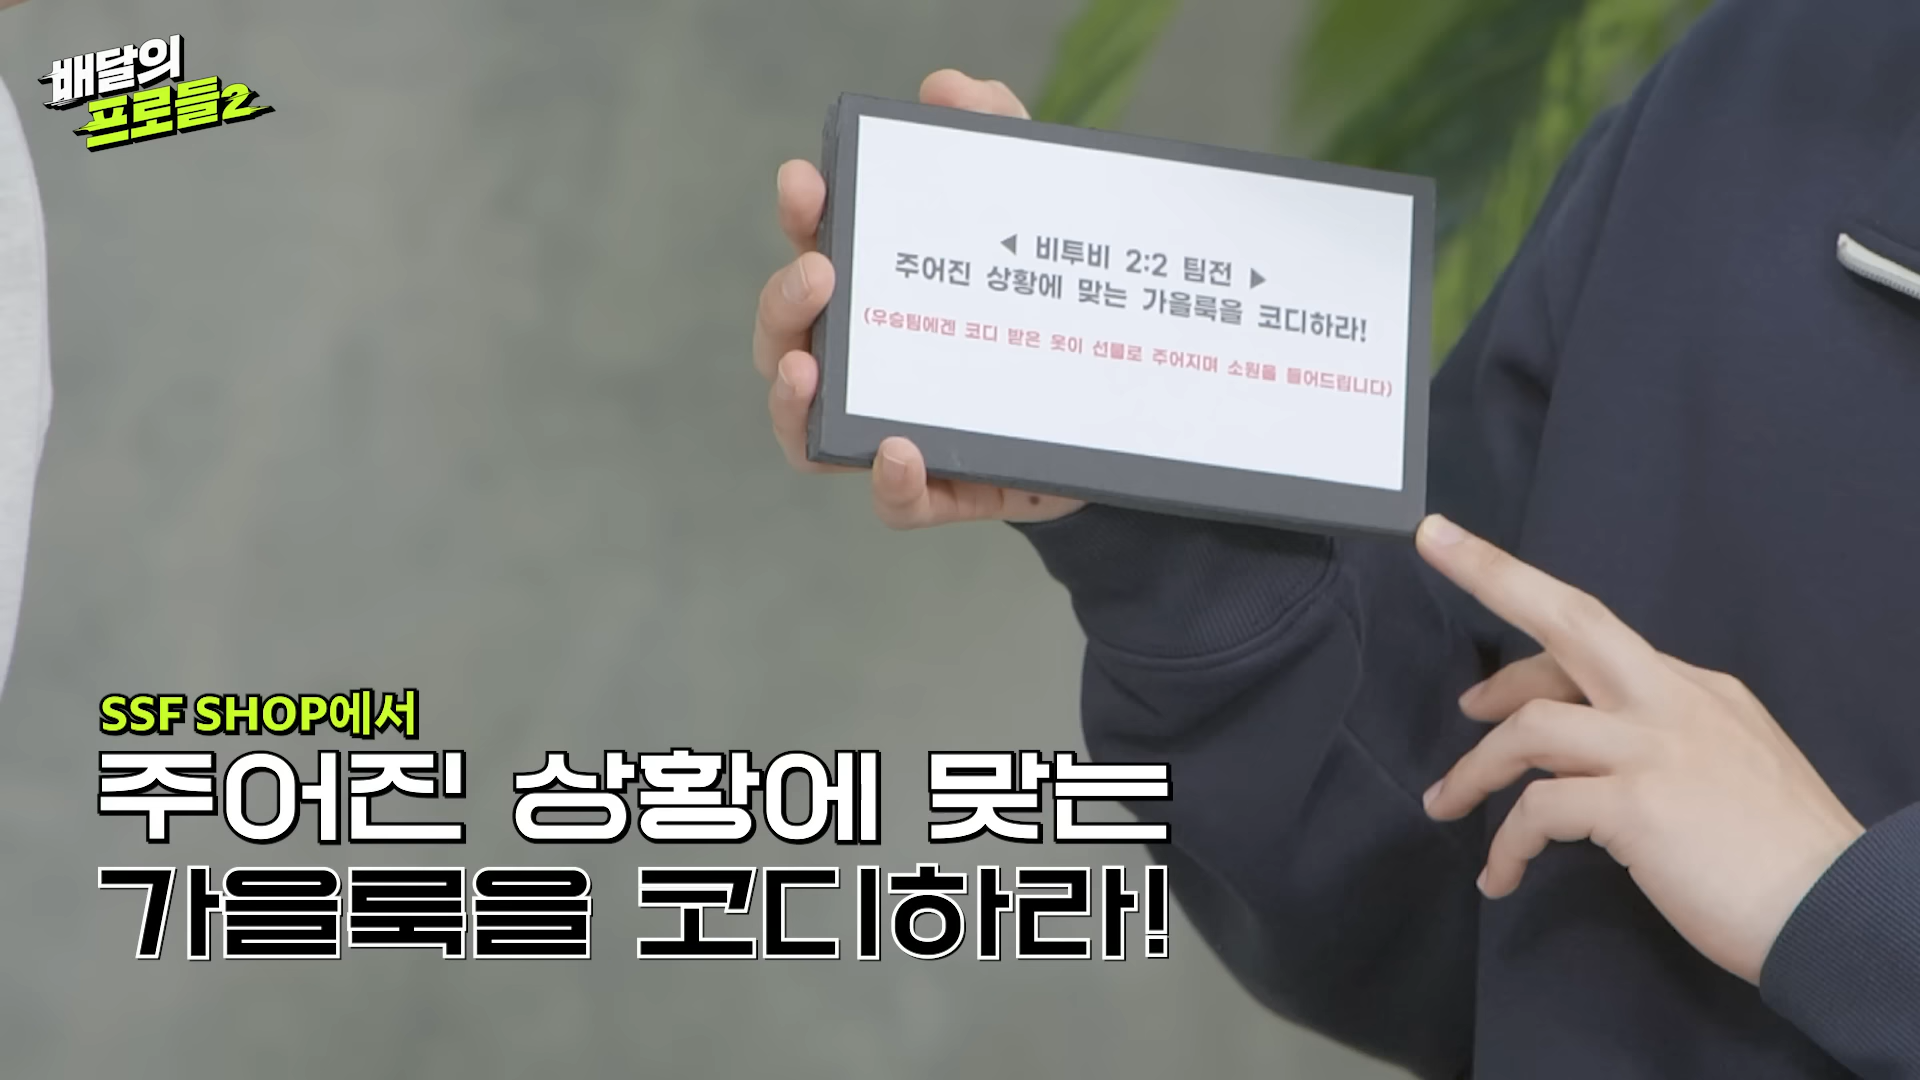 배달의
프로들2
◀ 비투비 2:2 팀전 ▶
주어진 상황에 맞는 가을룩을 코디하라!
(우승팀에겐 코디 받은 옷이 선물로 주어지며 소원을 들어드립니다)
SSF SHOP에서
주어진 상황에 맞는
가을룩을 코디하라!